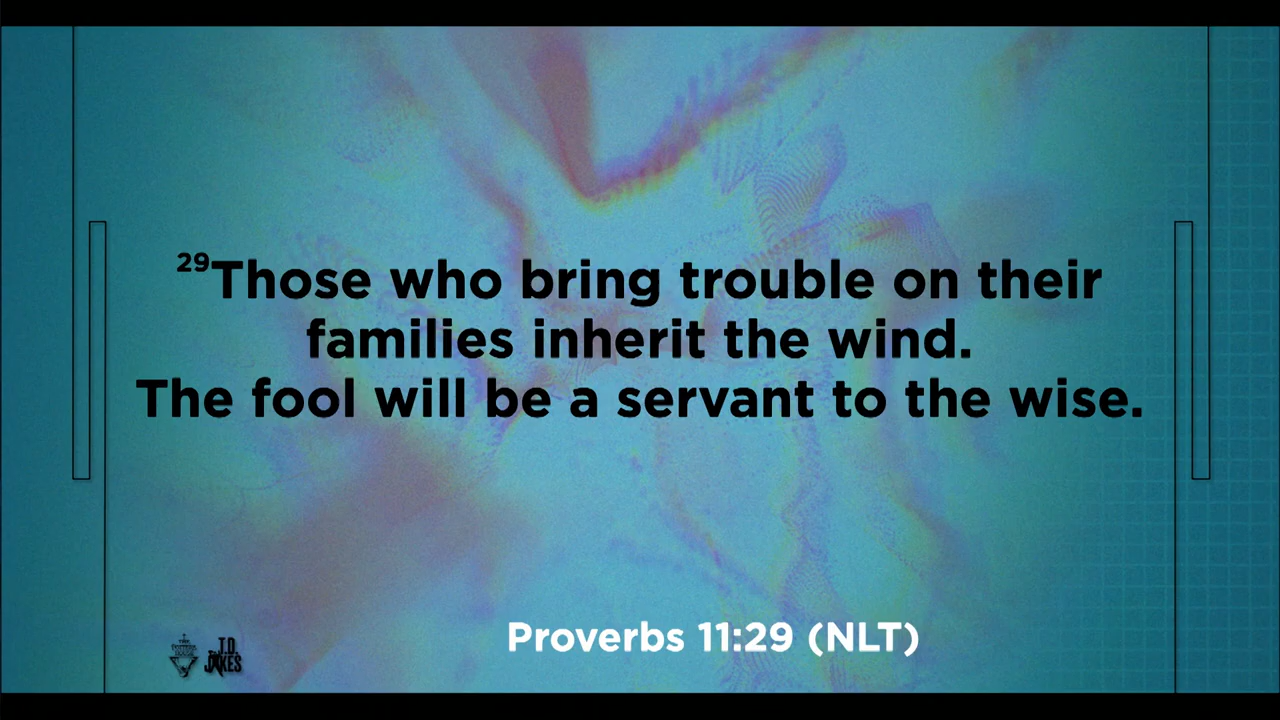 29Those who bring trouble on their
families inherit the wind.
The fool will be a servant to the wise.
Proverbs 11:29 (NLT)
T.D.
JAKES